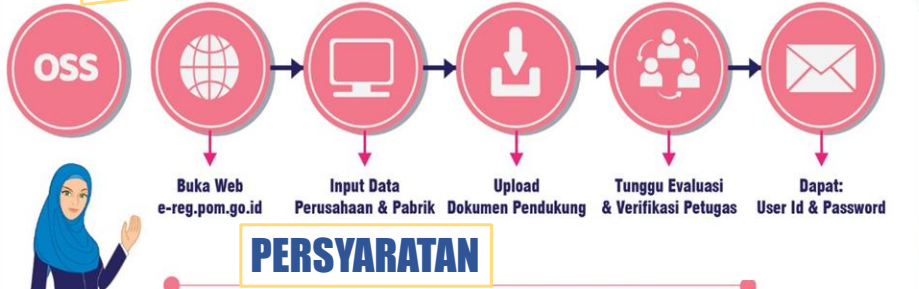 OSS
Buka Web
e-reg.pom.go.id
Input Data
Perusahaan & Pabrik
Upload
Dokumen Pendukung
Tunggu Evaluasi
& Verifikasi Petugas
Dapat:
User Id & Password
PERSYARATAN